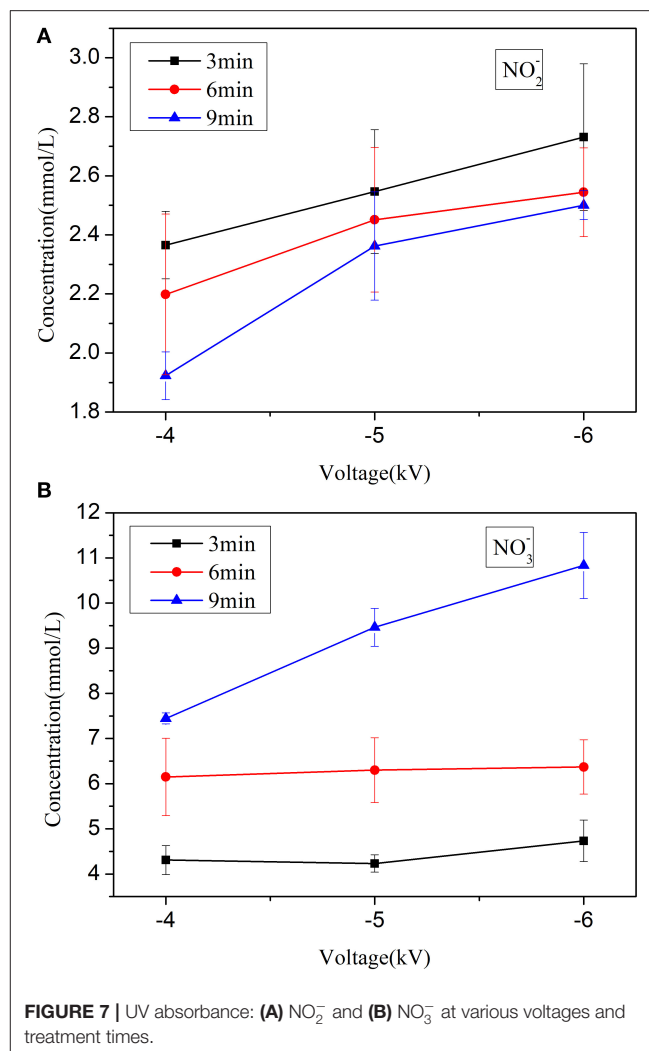 A
3min
6min
9min
NO₂⁻
3.0
2.8
2.6
2.4
2.2
2.0
1.8
Concentration(mmol/L)
-4
-5
-6
Voltage(kV)
B
3min
6min
9min
NO₃⁻
12
11
10
9
8
7
6
5
4
Concentration(mmol/L)
-4
-5
-6
Voltage(kV)
FIGURE 7 | UV absorbance: (A) NO₂⁻ and (B) NO₃⁻ at various voltages and
treatment times.